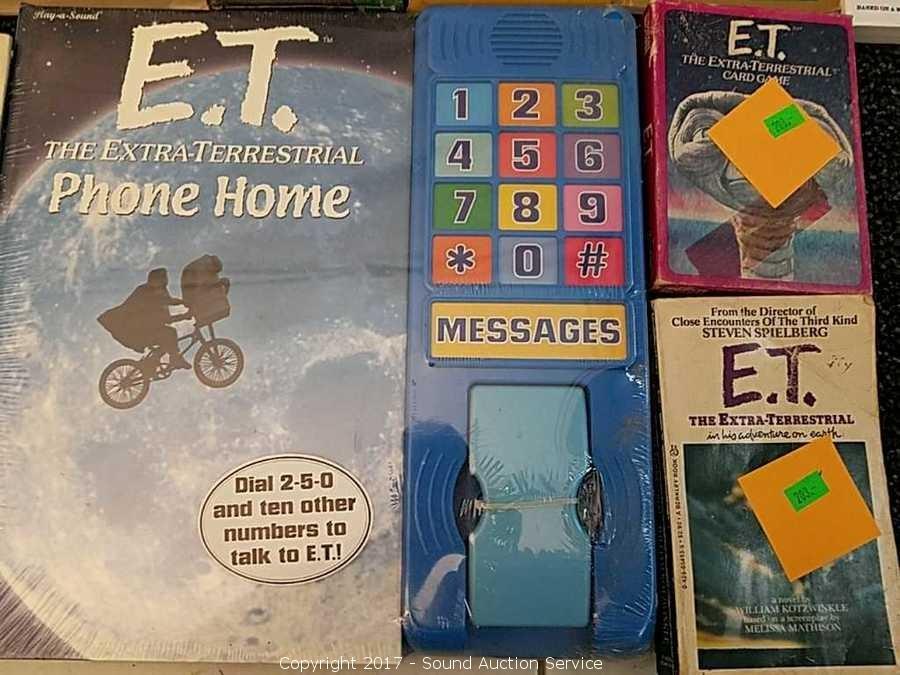 Play-a-Sound
E.T.
TM
THE EXTRA-TERRESTRIAL
Phone Home
Dial 2-5-0
and ten other
numbers to
talk to E.T.!
1 2 3
4 5 6
7 8 9
* 0 #
MESSAGES
E.T.
THE EXTRA-TERRESTRIAL
CARD GAME
203-
From the Director of
Close Encounters Of The Third Kind
STEVEN SPIELBERG
E.T.
THE EXTRA-TERRESTRIAL
in his adventure on earth
203-
a novel by
WILLIAM KOTZWINKLE
based on a screenplay by
MELISSA MATHISON
Copyright 2017 - Sound Auction Service